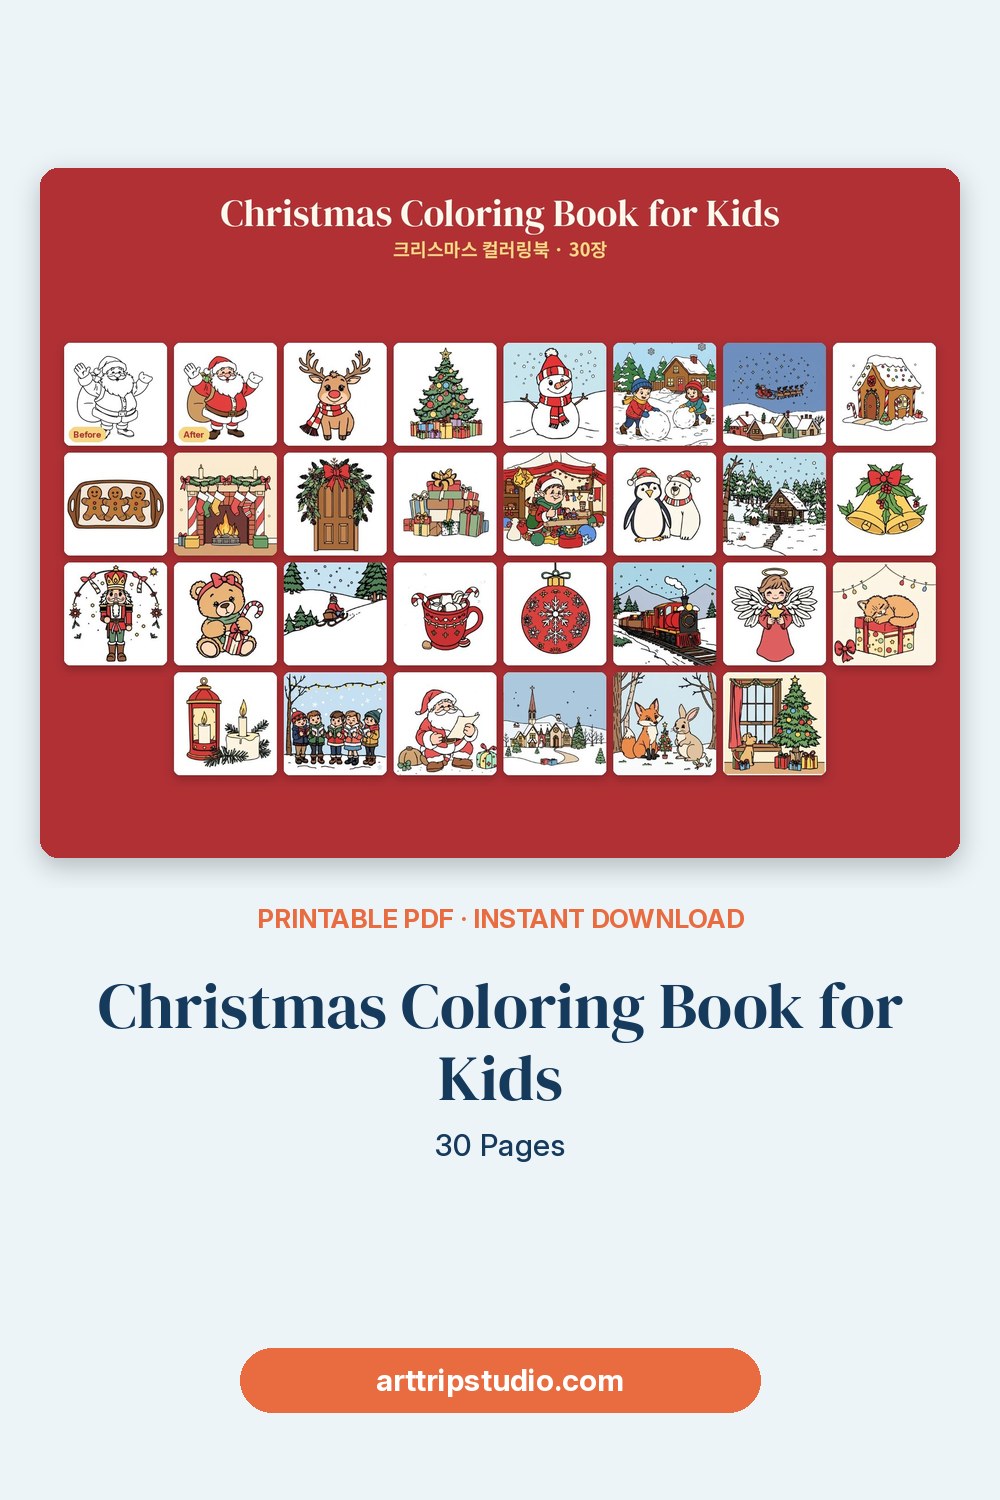 Christmas Coloring Book for Kids
크리스마스 컬러링북 · 30장
Before
After
PRINTABLE PDF · INSTANT DOWNLOAD
Christmas Coloring Book for
Kids
30 Pages
arttripstudio.com